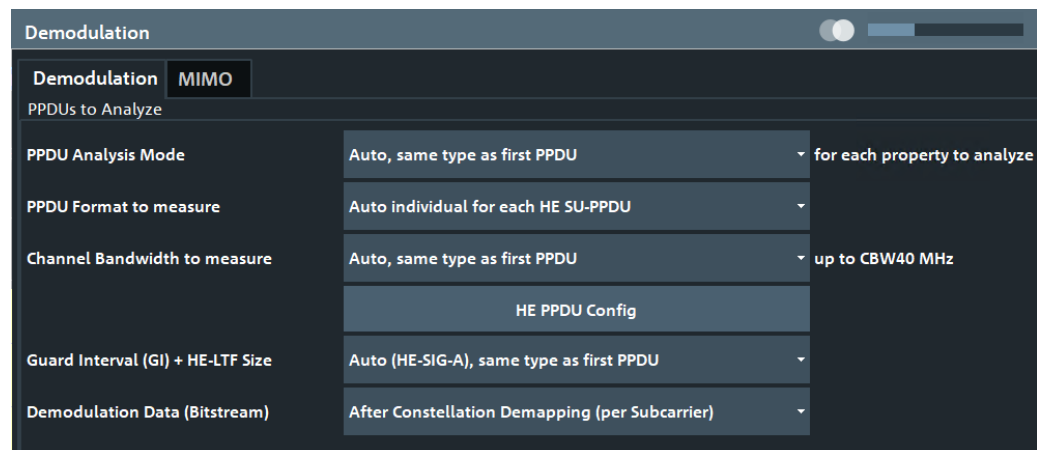 Demodulation
Demodulation MIMO
PPDUs to Analyze
PPDU Analysis Mode Auto, same type as first PPDU for each property to analyze
PPDU Format to measure Auto individual for each HE SU-PPDU
Channel Bandwidth to measure Auto, same type as first PPDU up to CBW40 MHz
HE PPDU Config
Guard Interval (GI) + HE-LTF Size Auto (HE-SIG-A), same type as first PPDU
Demodulation Data (Bitstream) After Constellation Demapping (per Subcarrier)